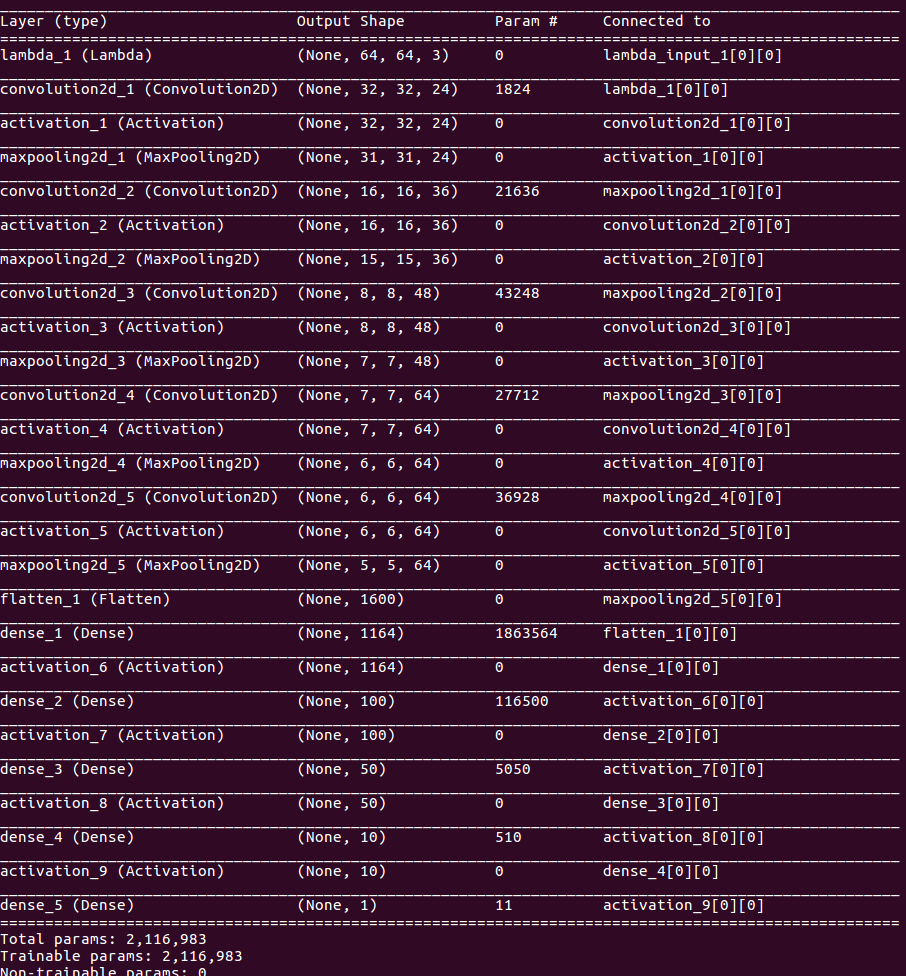 Layer (type) Output Shape Param # Connected to
lambda_1 (Lambda) (None, 64, 64, 3) 0 lambda_input_1[0][0]
convolution2d_1 (Convolution2D) (None, 32, 32, 24) 1824 lambda_1[0][0]
activation_1 (Activation) (None, 32, 32, 24) 0 convolution2d_1[0][0]
maxpooling2d_1 (MaxPooling2D) (None, 31, 31, 24) 0 activation_1[0][0]
convolution2d_2 (Convolution2D) (None, 16, 16, 36) 21636 maxpooling2d_1[0][0]
activation_2 (Activation) (None, 16, 16, 36) 0 convolution2d_2[0][0]
maxpooling2d_2 (MaxPooling2D) (None, 15, 15, 36) 0 activation_2[0][0]
convolution2d_3 (Convolution2D) (None, 8, 8, 48) 43248 maxpooling2d_2[0][0]
activation_3 (Activation) (None, 8, 8, 48) 0 convolution2d_3[0][0]
maxpooling2d_3 (MaxPooling2D) (None, 7, 7, 48) 0 activation_3[0][0]
convolution2d_4 (Convolution2D) (None, 7, 7, 64) 27712 maxpooling2d_3[0][0]
activation_4 (Activation) (None, 7, 7, 64) 0 convolution2d_4[0][0]
maxpooling2d_4 (MaxPooling2D) (None, 6, 6, 64) 0 activation_4[0][0]
convolution2d_5 (Convolution2D) (None, 6, 6, 64) 36928 maxpooling2d_4[0][0]
activation_5 (Activation) (None, 6, 6, 64) 0 convolution2d_5[0][0]
maxpooling2d_5 (MaxPooling2D) (None, 5, 5, 64) 0 activation_5[0][0]
flatten_1 (Flatten) (None, 1600) 0 maxpooling2d_5[0][0]
dense_1 (Dense) (None, 1164) 1863564 flatten_1[0][0]
activation_6 (Activation) (None, 1164) 0 dense_1[0][0]
dense_2 (Dense) (None, 100) 116500 activation_6[0][0]
activation_7 (Activation) (None, 100) 0 dense_2[0][0]
dense_3 (Dense) (None, 50) 5050 activation_7[0][0]
activation_8 (Activation) (None, 50) 0 dense_3[0][0]
dense_4 (Dense) (None, 10) 510 activation_8[0][0]
activation_9 (Activation) (None, 10) 0 dense_4[0][0]
dense_5 (Dense) (None, 1) 11 activation_9[0][0]
Total params: 2,116,983
Trainable params: 2,116,983
Non-trainable params: 0